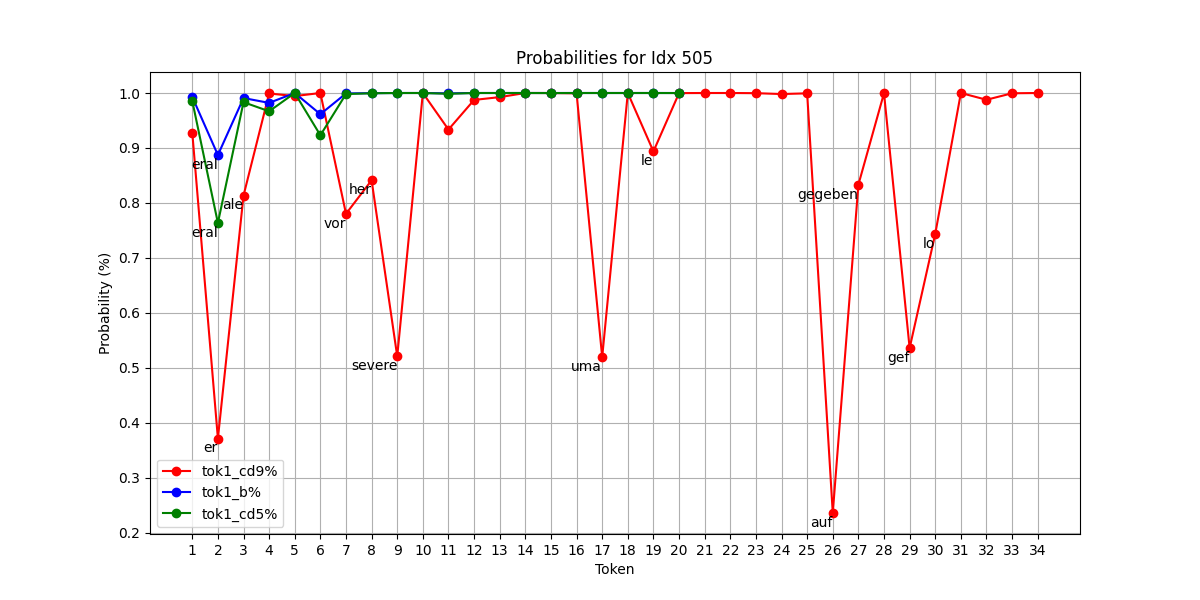 Probabilities for Idx 505
Probability (%)
1.0
0.9
0.8
0.7
0.6
0.5
0.4
0.3
0.2
eral
eral
ale
er
vor
her
severe
uma
le
auf
gegeben
gef
lo
tok1_cd9%
tok1_b%
tok1_cd5%
1 2 3 4 5 6 7 8 9 10 11 12 13 14 15 16 17 18 19 20 21 22 23 24 25 26 27 28 29 30 31 32 33 34
Token